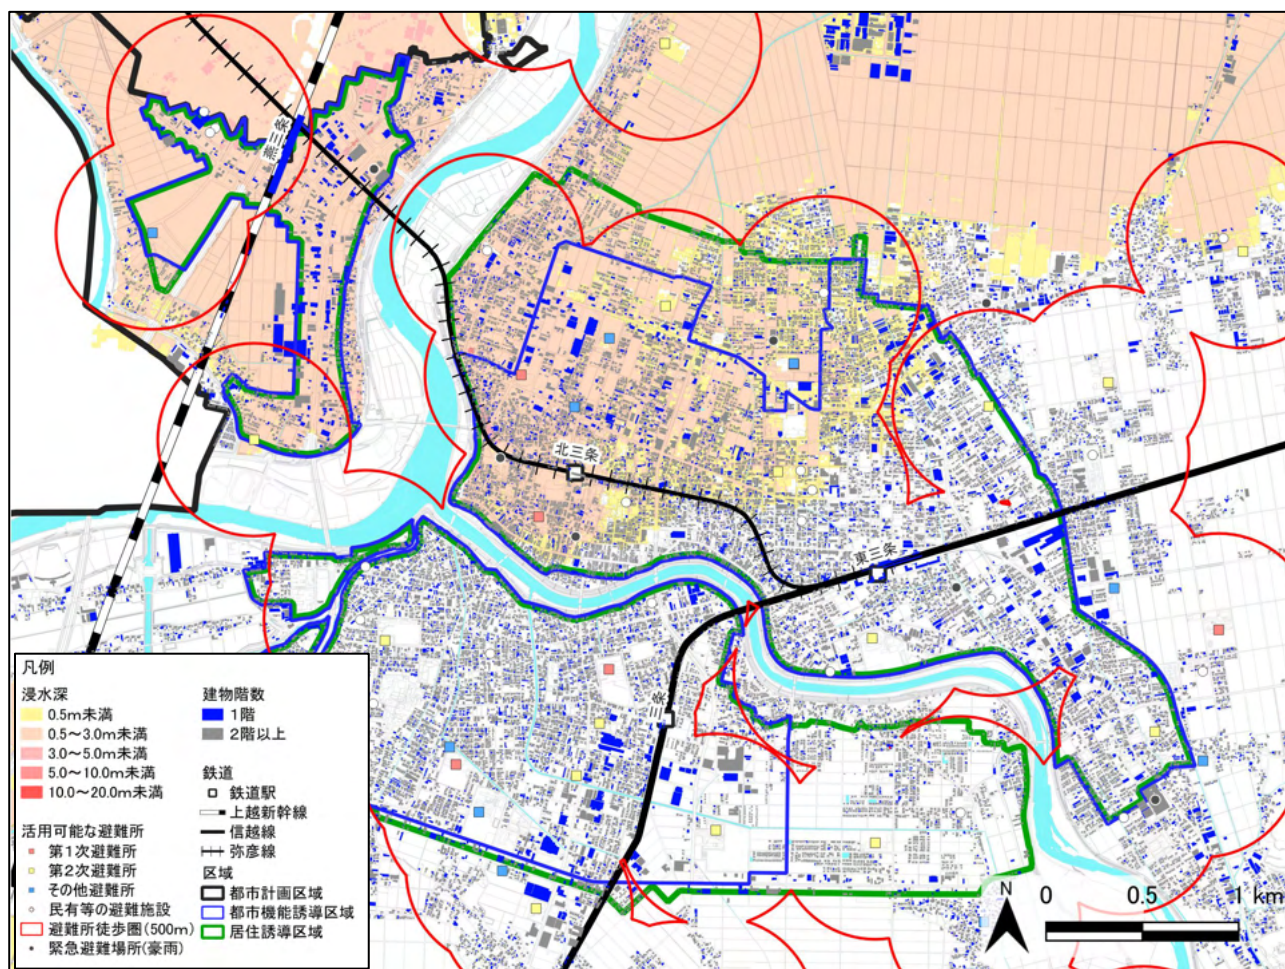 燕三条
北三条
東三条
三条
凡例
浸水深
0.5m未満
0.5～3.0m未満
3.0～5.0m未満
5.0～10.0m未満
10.0～20.0m未満
活用可能な避難所
第1次避難所
第2次避難所
その他避難所
民有等の避難施設
避難所徒歩圏(500m)
緊急避難場所(豪雨)
建物階数
1階
2階以上
鉄道
鉄道駅
上越新幹線
信越線
弥彦線
区域
都市計画区域
都市機能誘導区域
居住誘導区域
N
0 0.5 1 km